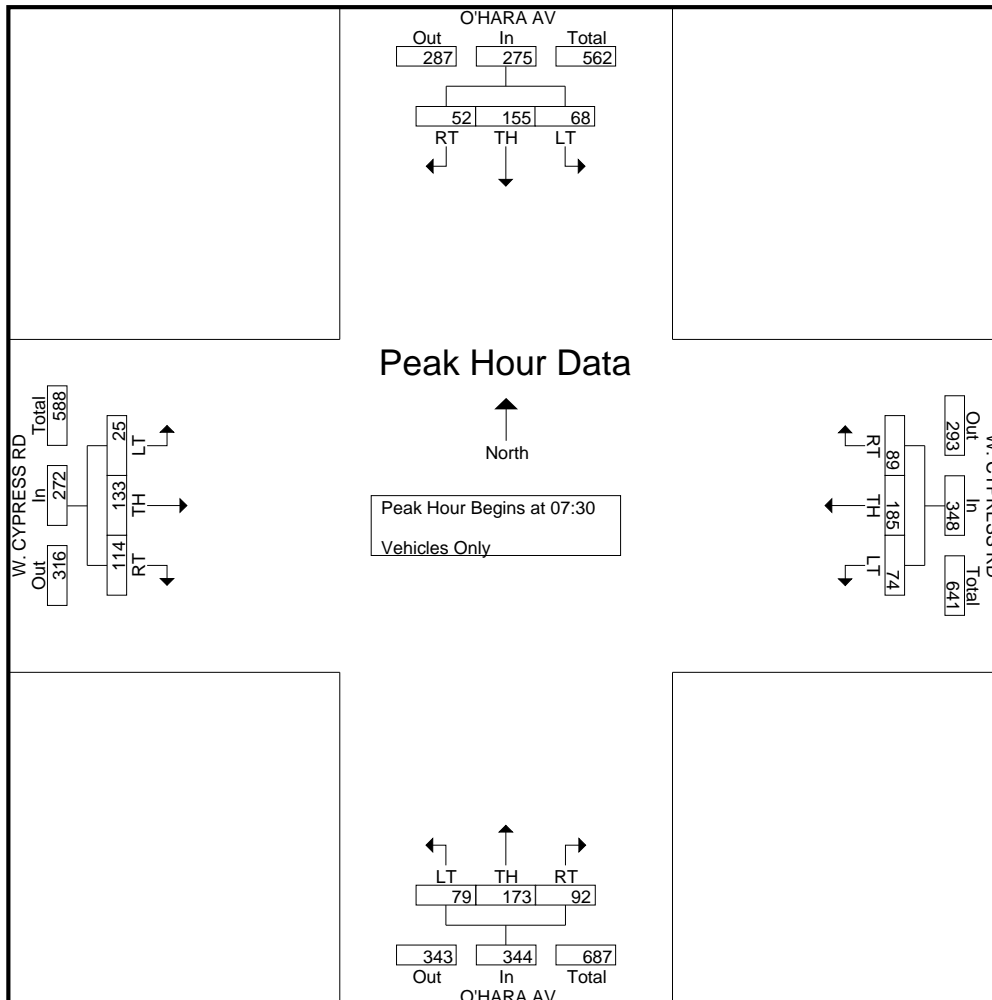 O'HARA AV
Out In Total
287 275 562
52 155 68
RT TH LT
Peak Hour Data
North
Peak Hour Begins at 07:30
Vehicles Only
W. CYPRESS RD
Out In Total
316 272 588
25 133 114
LT TH RT
W. CYPRESS RD
Out In Total
293 348 641
89 185 74
RT TH LT
LT TH RT
79 173 92
343 344 687
Out In Total
O'HARA AV